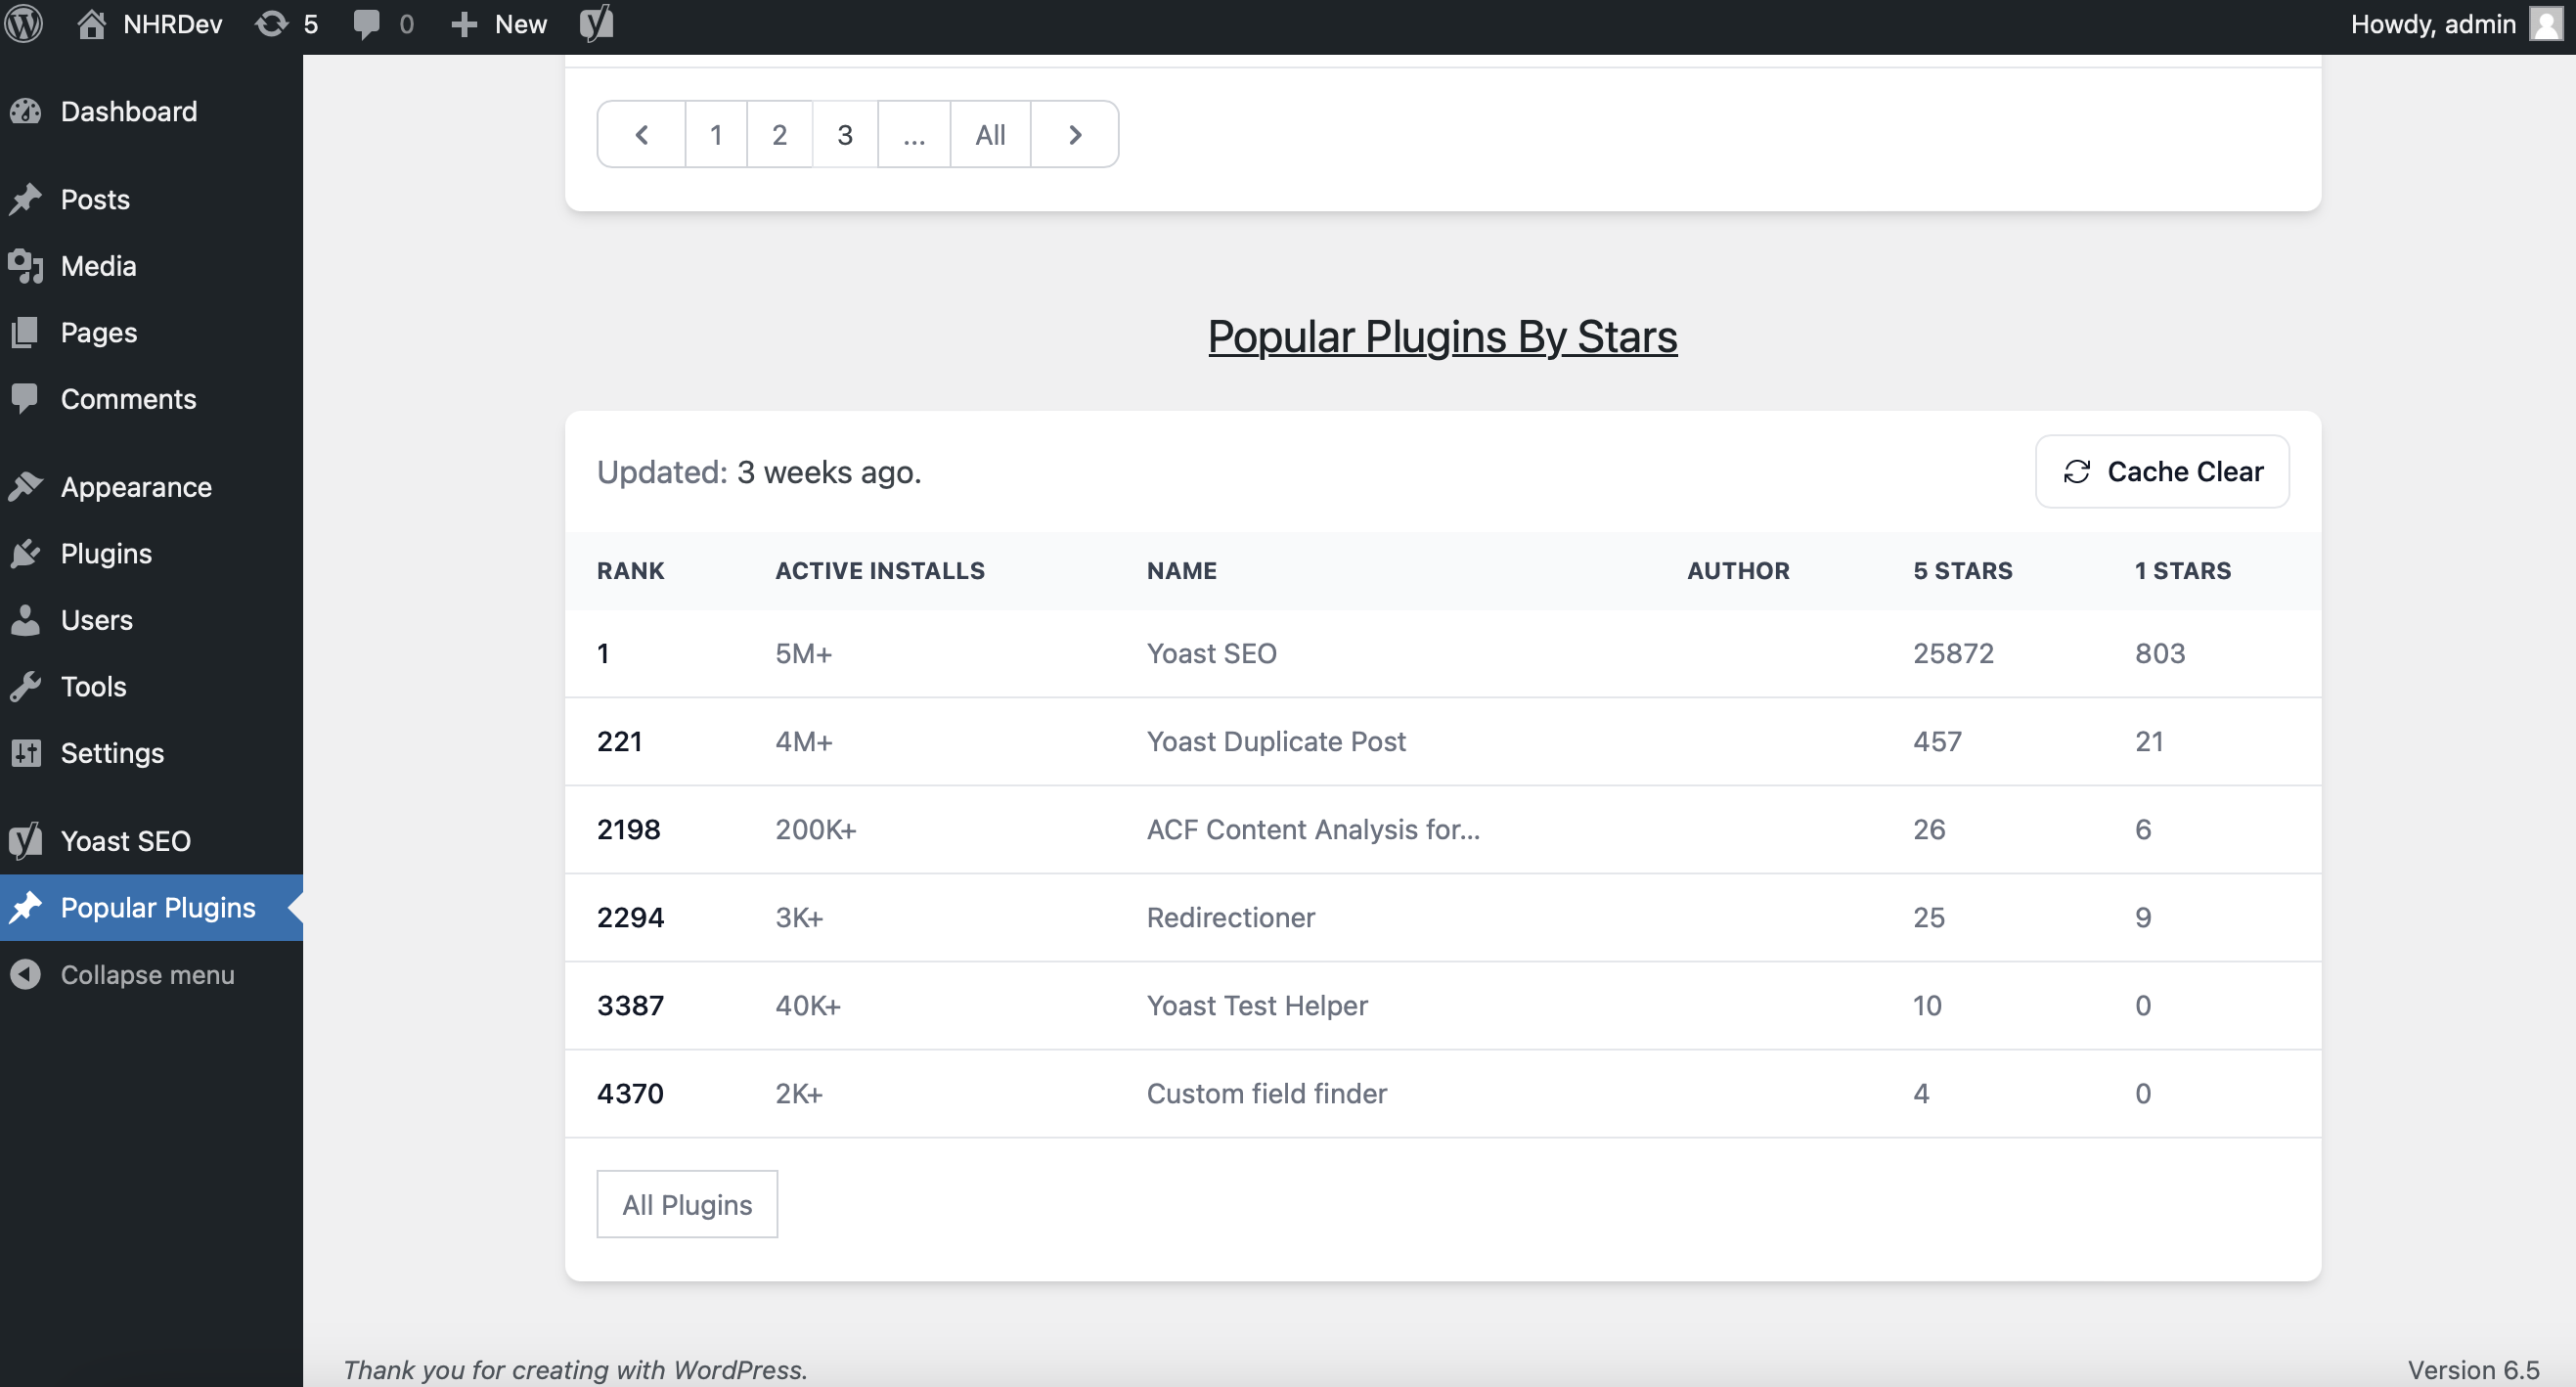 NHRDev 5 0 New Howdy, admin
Dashboard
Posts
Media
Pages
Comments
Appearance
Plugins
Users
Tools
Settings
Yoast SEO
Popular Plugins
Collapse menu
1 2 3 ... All
Popular Plugins By Stars
Updated: 3 weeks ago. Cache Clear
RANK ACTIVE INSTALLS NAME AUTHOR 5 STARS 1 STARS
1 5M+ Yoast SEO 25872 803
221 4M+ Yoast Duplicate Post 457 21
2198 200K+ ACF Content Analysis for... 26 6
2294 3K+ Redirectioner 25 9
3387 40K+ Yoast Test Helper 10 0
4370 2K+ Custom field finder 4 0
All Plugins
Thank you for creating with WordPress. Version 6.5